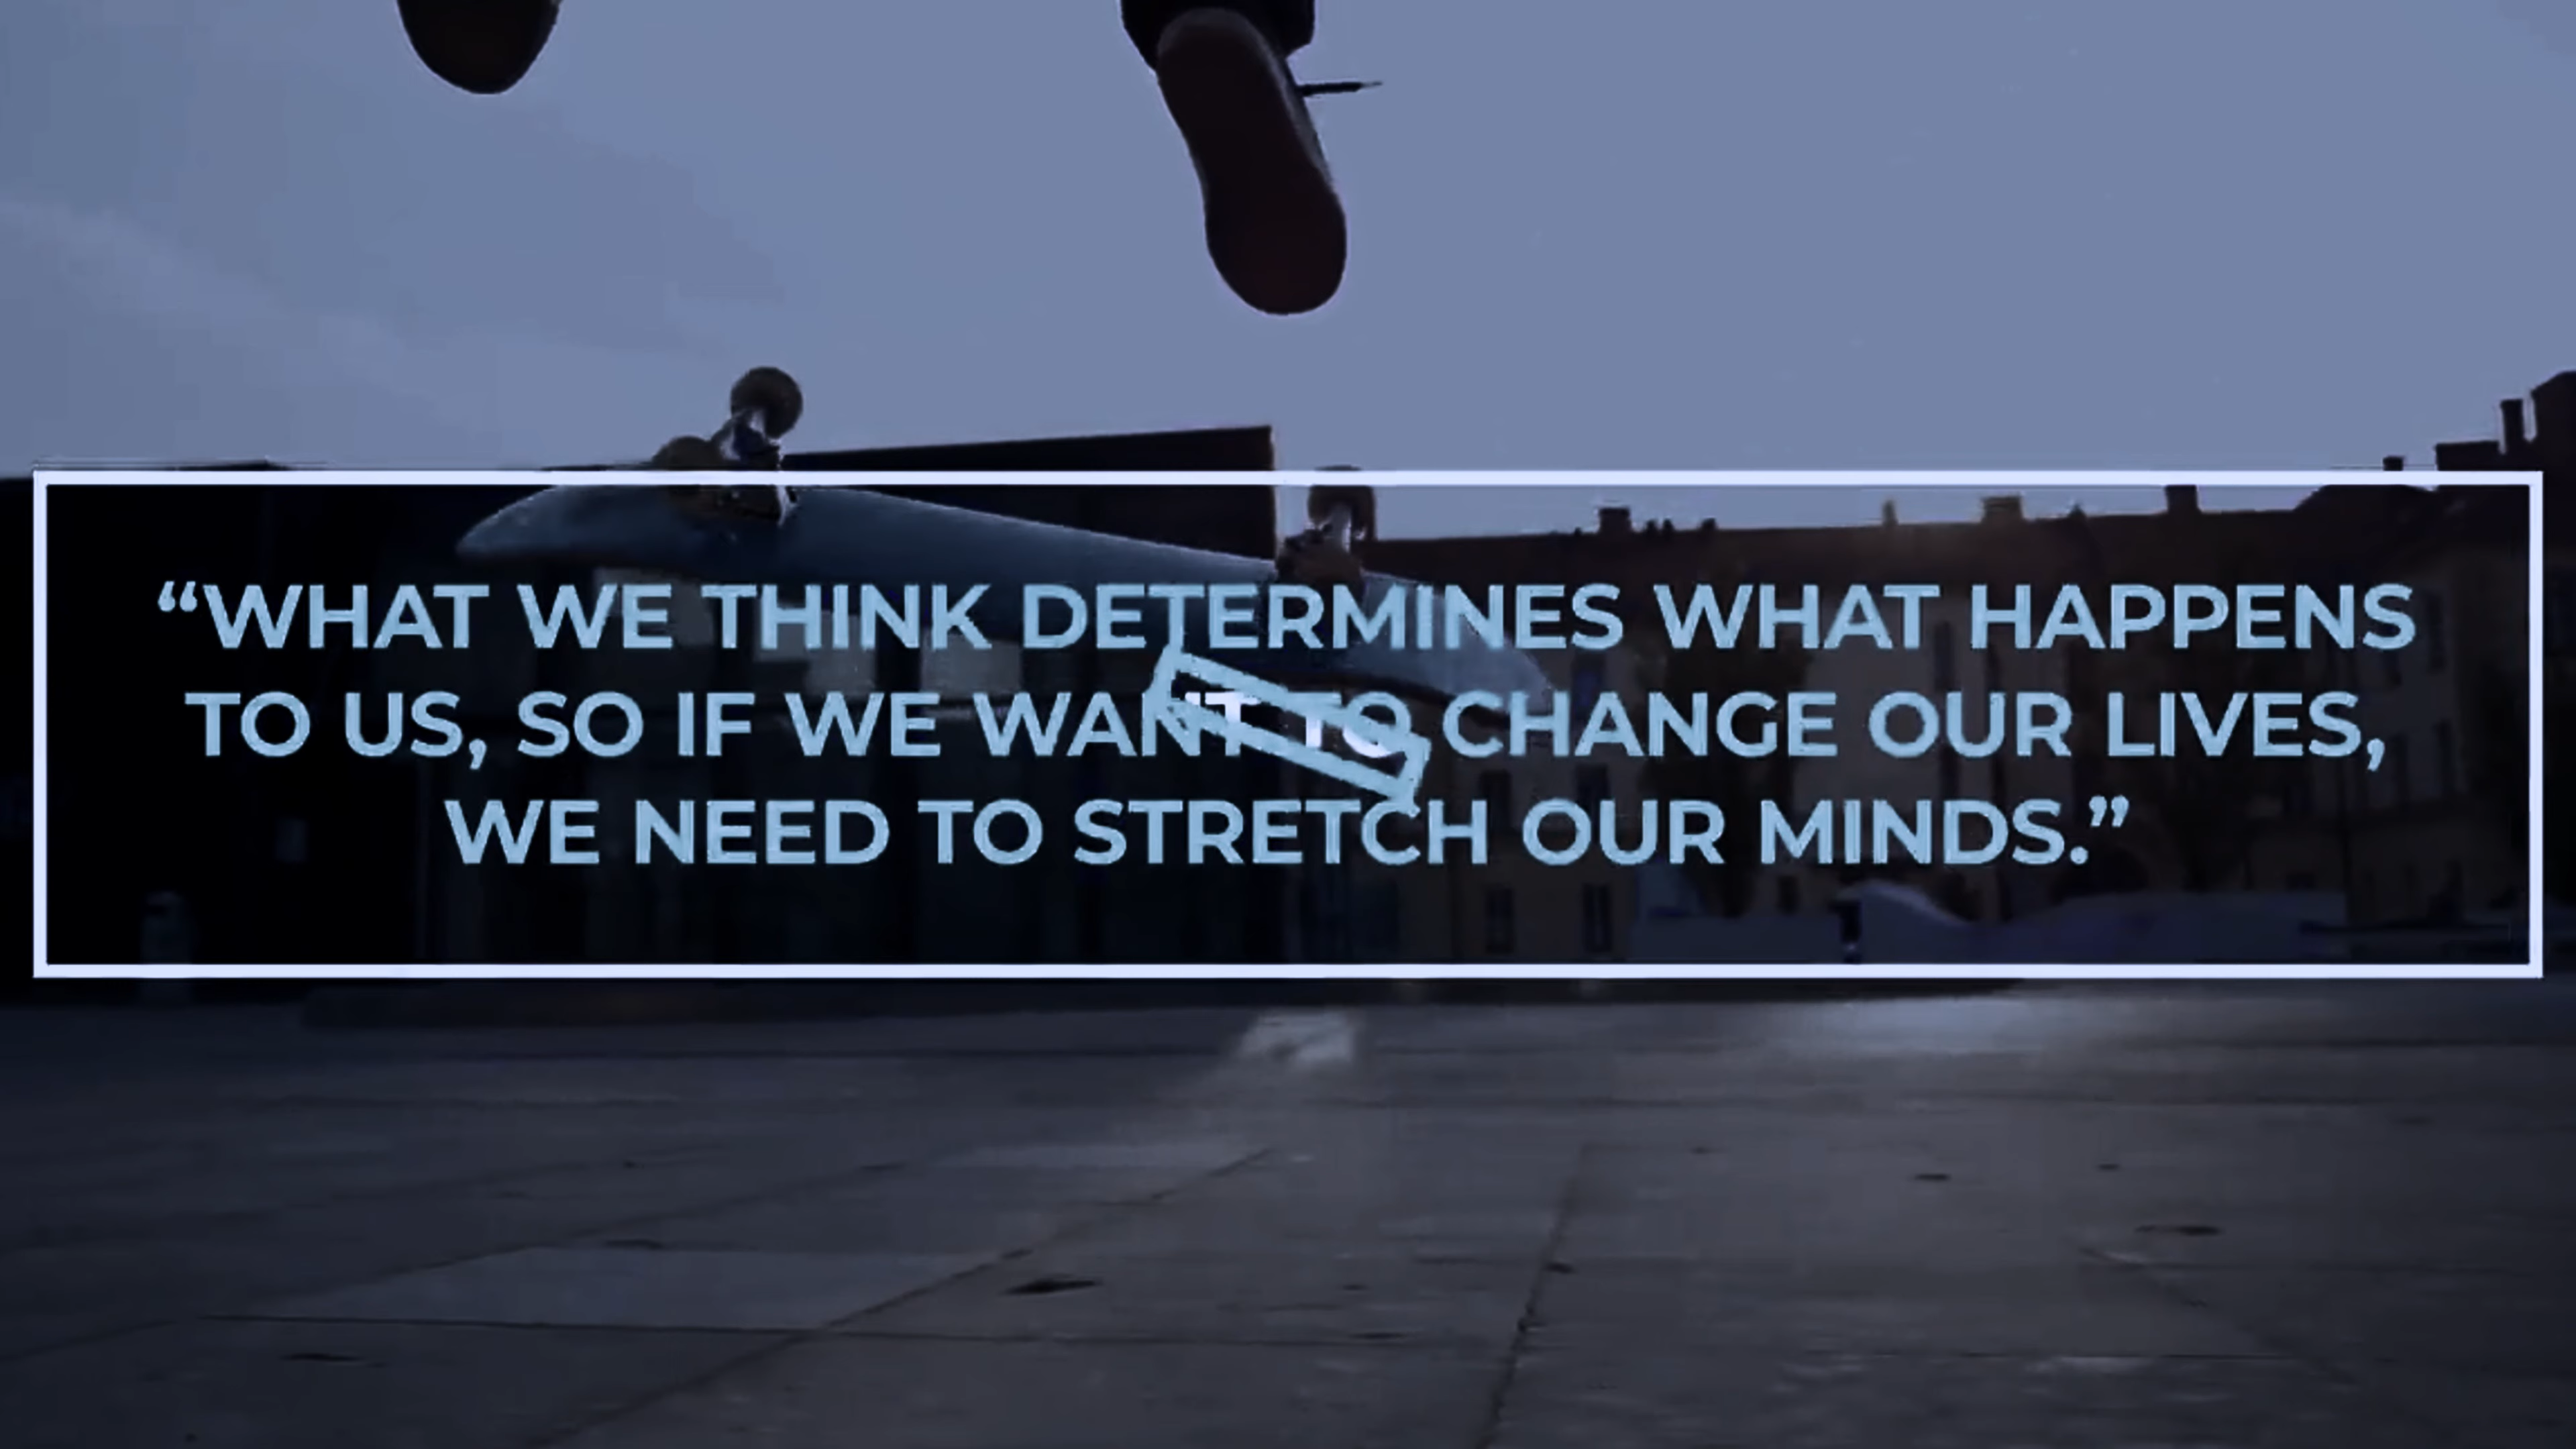 “WHAT WE THINK DETERMINES WHAT HAPPENS
TO US, SO IF WE WANT TO CHANGE OUR LIVES,
WE NEED TO STRETCH OUR MINDS.”